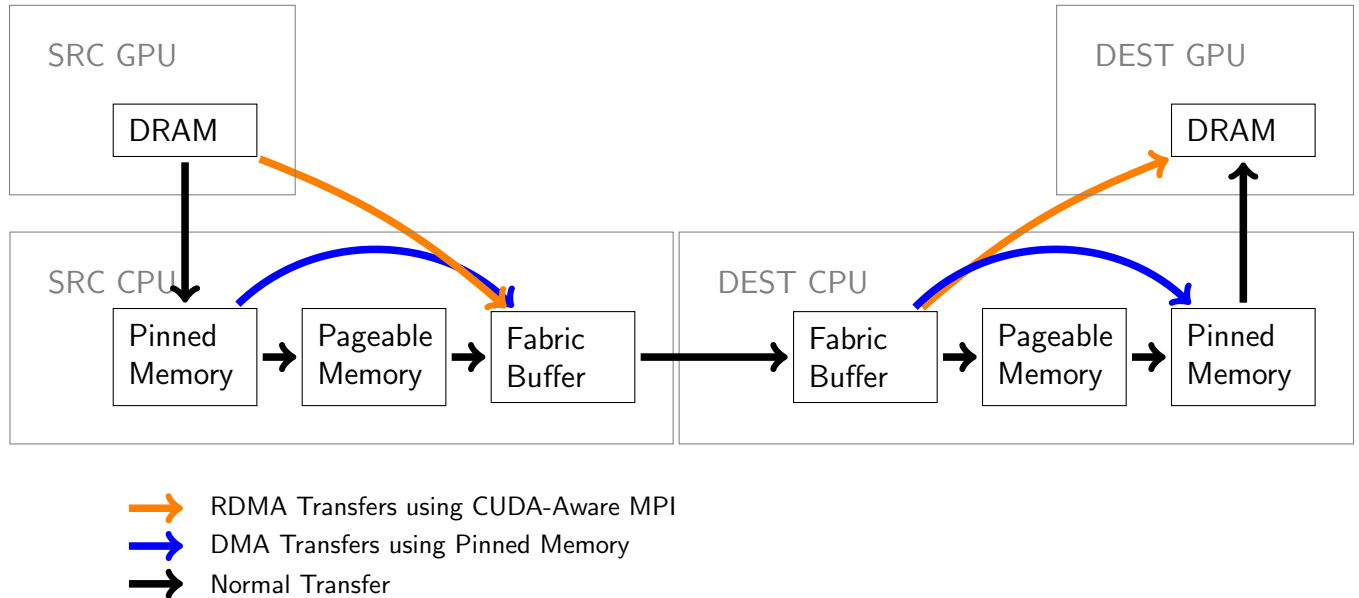 SRC GPU
DEST GPU
DRAM
DRAM
SRC CPU
DEST CPU
Pinned
Memory
Pageable
Memory
Fabric
Buffer
Fabric
Buffer
Pageable
Memory
Pinned
Memory
RDMA Transfers using CUDA-Aware MPI
DMA Transfers using Pinned Memory
Normal Transfer